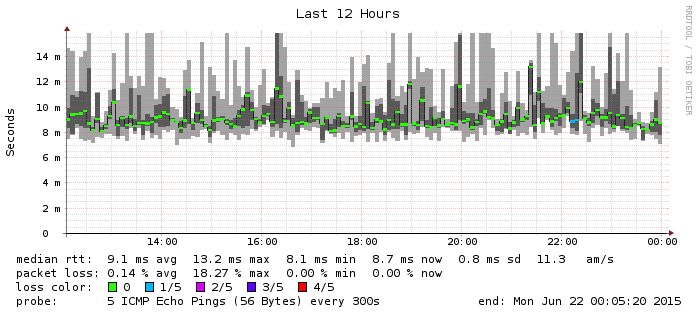 Last 12 Hours
RRDTOOL / TOBI OETIKER
Seconds
14 m
12 m
10 m
8 m
6 m
4 m
2 m
0
14:00 16:00 18:00 20:00 22:00 00:00
median rtt: 9.1 ms avg 13.2 ms max 8.1 ms min 8.7 ms now 0.8 ms sd 11.3 am/s
packet loss: 0.14 % avg 18.27 % max 0.00 % min 0.00 % now
loss color: 0 1/5 2/5 3/5 4/5
probe: 5 ICMP Echo Pings (56 Bytes) every 300s end: Mon Jun 22 00:05:20 2015